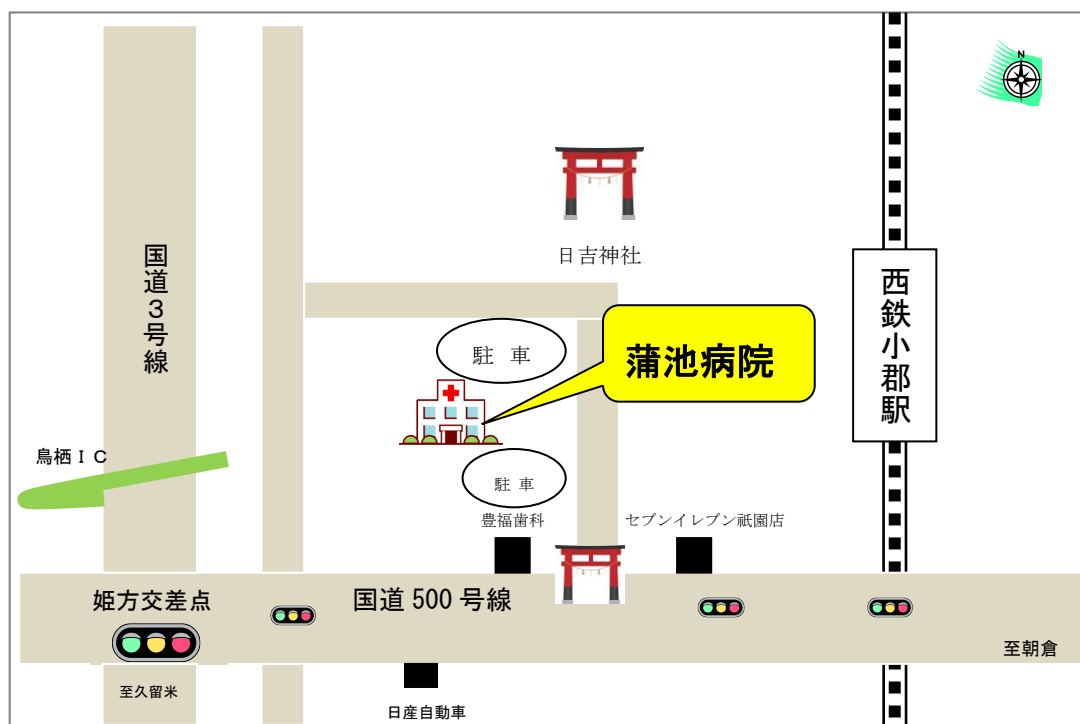 N
日吉神社
国道３号線
駐 車
蒲池病院
西鉄小郡駅
鳥栖ＩＣ
駐 車
豊福歯科
セブンイレブン祇園店
姫方交差点
国道 500 号線
至朝倉
至久留米
日産自動車